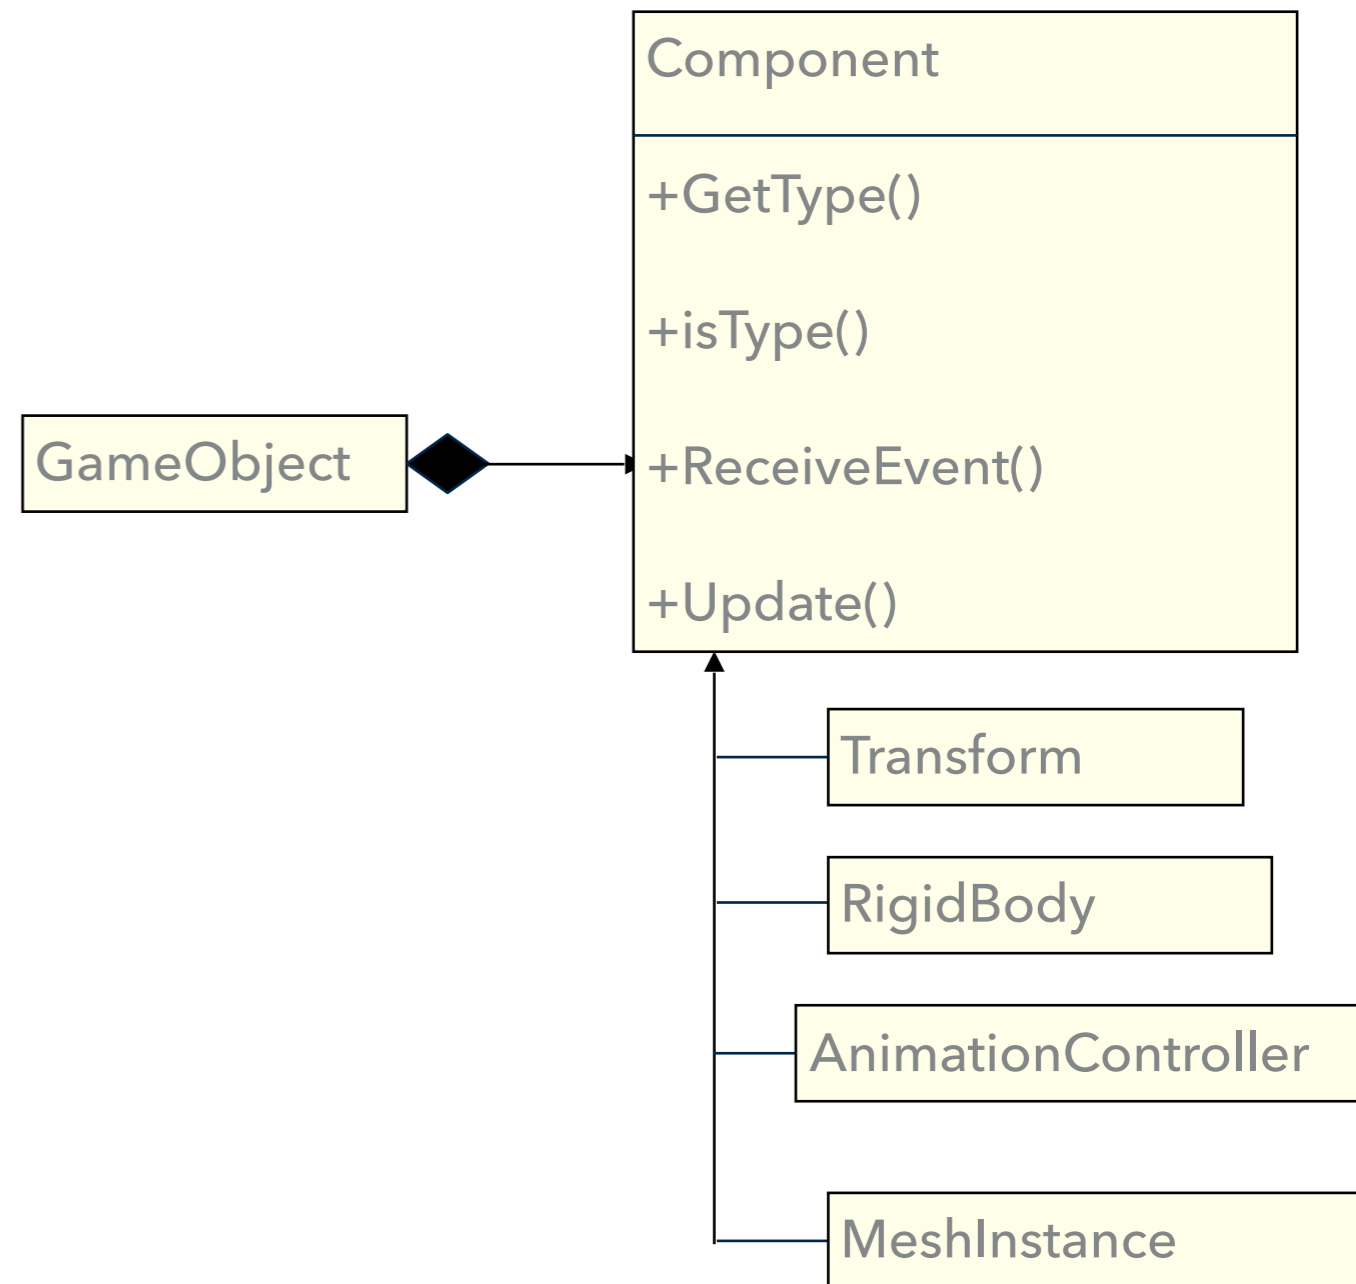 Component
+GetType()
+isType()
GameObject
+ReceiveEvent()
+Update()
Transform
RigidBody
AnimationController
MeshInstance